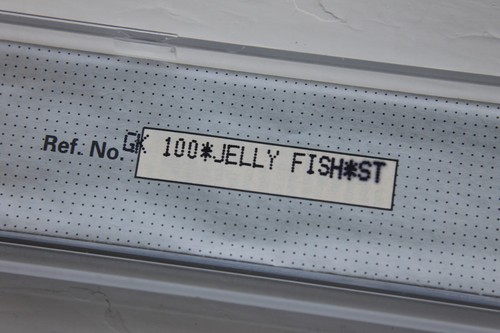 Ref. No. GK 100*JELLY FISH*ST